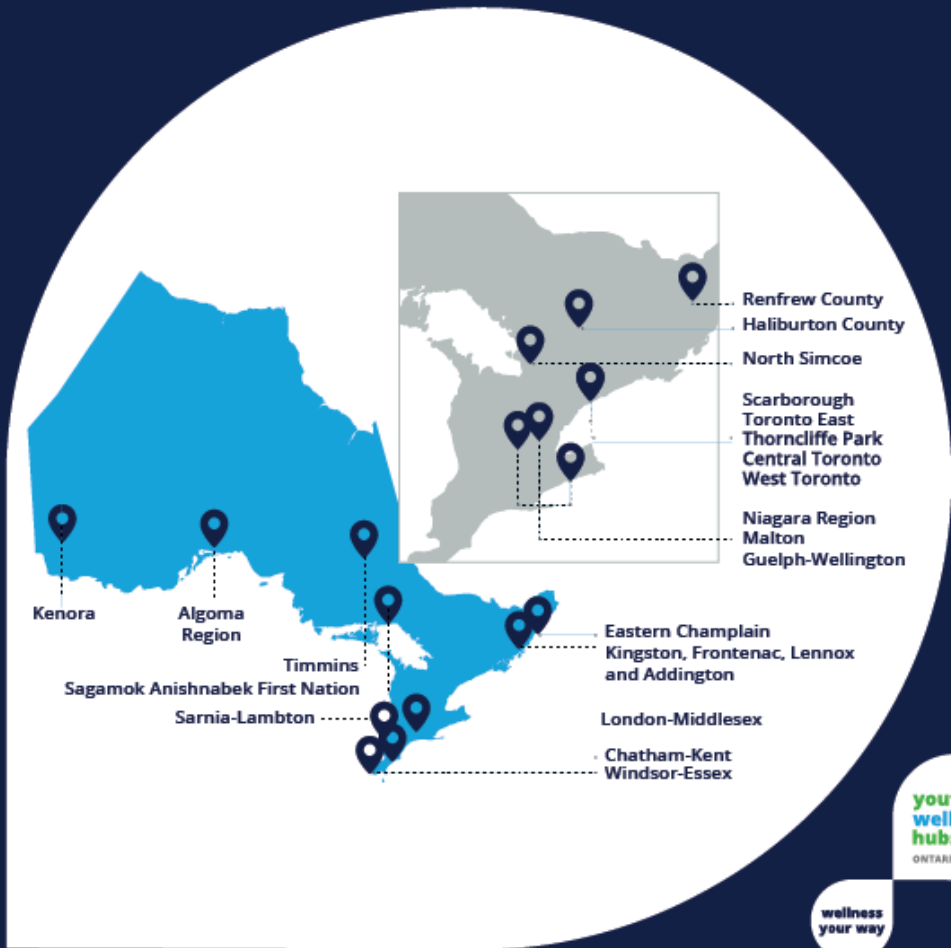 Renfrew County
Haliburton County
North Simcoe
Scarborough
Toronto East
Thorncliffe Park
Central Toronto
West Toronto
Niagara Region
Malton
Guelph-Wellington
Kenora
Algoma
Region
Timmins
Sagamok Anishnabek First Nation
Sarnia-Lambton
Eastern Champlain
Kingston, Frontenac, Lennox
and Addington
London-Middlesex
Chatham-Kent
Windsor-Essex
wellness
your way